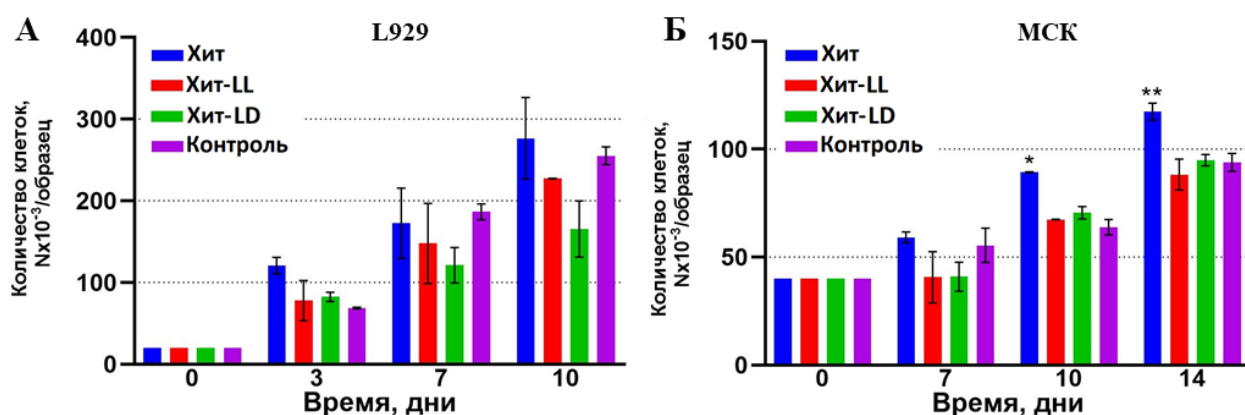 А
L929
Количество клеток,
Nx10⁻³/образец
400
300
200
100
0
Хит
Хит-LL
Хит-LD
Контроль
0 3 7 10
Время, дни
Б
МСК
Количество клеток,
Nx10⁻³/образец
150
100
50
0
Хит
Хит-LL
Хит-LD
Контроль
*
**
0 7 10 14
Время, дни